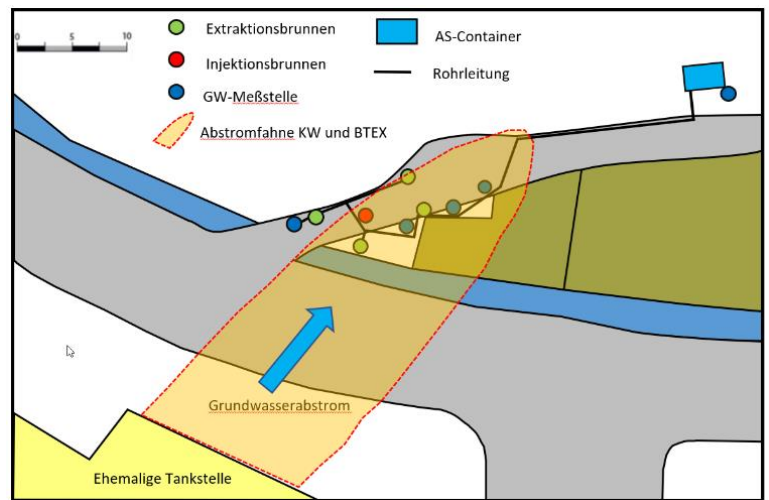 0 5 10
Extraktionsbrunnen
Injektionsbrunnen
GW-Meßstelle
Abstromfahne KW und BTEX
AS-Container
Rohrleitung
Grundwasserabstrom
Ehemalige Tankstelle